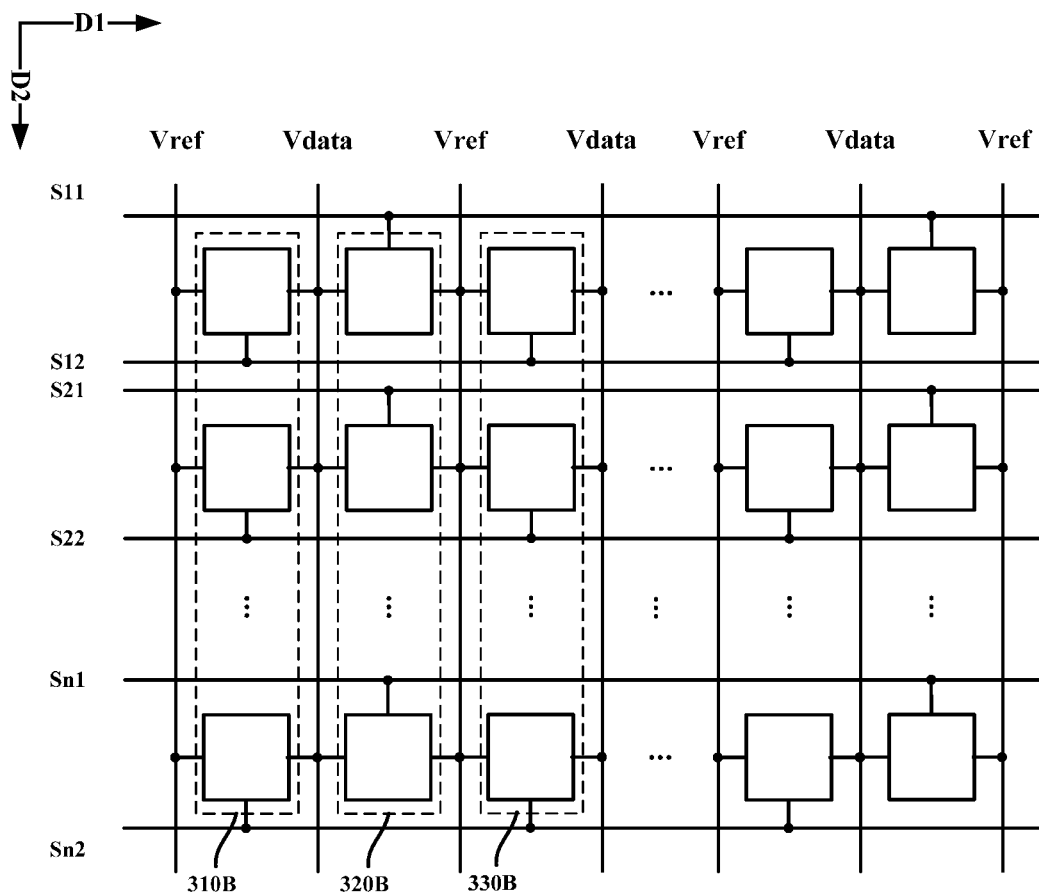 D1
D2
Vref Vdata Vref Vdata Vref Vdata Vref
S11
...
S12
S21
...
S22
... ... ... ... ... ...
Sn1
...
Sn2
310B 320B 330B